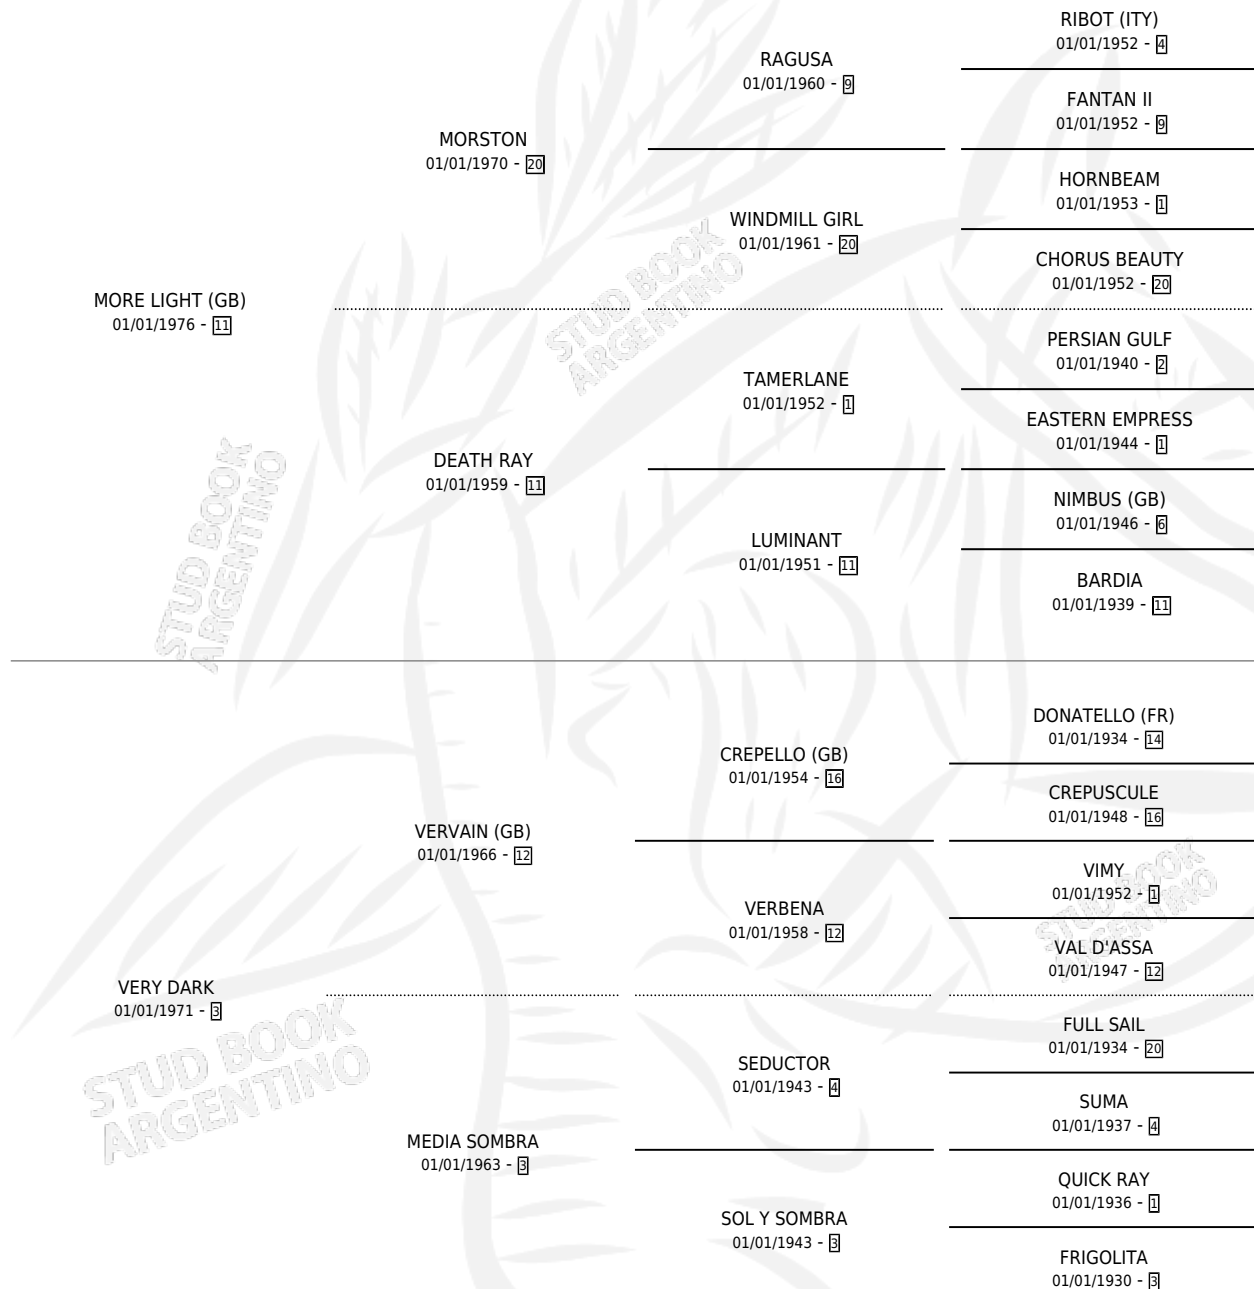 RIBOT (ITY)
01/01/1952 - 4
RAGUSA
01/01/1960 - 9
FANTAN II
01/01/1952 - 9
MORSTON
01/01/1970 - 20
HORNBEAM
01/01/1953 - 1
WINDMILL GIRL
01/01/1961 - 20
CHORUS BEAUTY
01/01/1952 - 20
MORE LIGHT (GB)
01/01/1976 - 11
PERSIAN GULF
01/01/1940 - 2
TAMERLANE
01/01/1952 - 1
EASTERN EMPRESS
01/01/1944 - 1
DEATH RAY
01/01/1959 - 11
NIMBUS (GB)
01/01/1946 - 6
LUMINANT
01/01/1951 - 11
BARDIA
01/01/1939 - 11
DONATELLO (FR)
01/01/1934 - 14
CREPELLO (GB)
01/01/1954 - 16
CREPUSCULE
01/01/1948 - 16
VERVAIN (GB)
01/01/1966 - 12
VIMY
01/01/1952 - 1
VERBENA
01/01/1958 - 12
VAL D'ASSA
01/01/1947 - 12
VERY DARK
01/01/1971 - 3
FULL SAIL
01/01/1934 - 20
SEDUCTOR
01/01/1943 - 4
SUMA
01/01/1937 - 4
MEDIA SOMBRA
01/01/1963 - 3
QUICK RAY
01/01/1936 - 1
SOL Y SOMBRA
01/01/1943 - 3
FRIGOLITA
01/01/1930 - 3
STUD BOOK
ARGENTINO
STUD BOOK
ARGENTINO
STUD BOOK
ARGENTINO
STUD BOOK
ARGENTINO